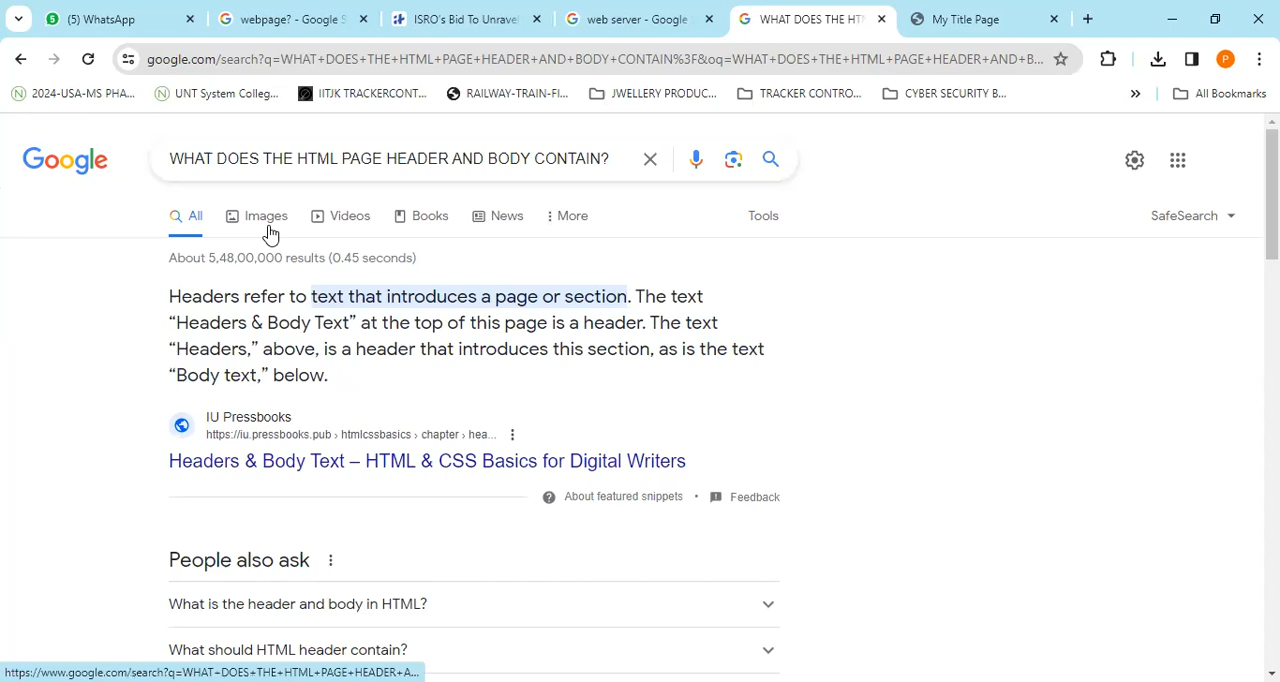 (5) WhatsApp
webpage? - Google S
ISRO's Bid To Unrave
web server - Google
WHAT DOES THE HTM
My Title Page
google.com/search?q=WHAT+DOES+THE+HTML+PAGE+HEADER+AND+BODY+CONTAIN%3F&oq=WHAT+DOES+THE+HTML+PAGE+HEADER+AND+B...
P
2024-USA-MS PHA...
UNT System Colleg...
IITJK TRACKERCONT...
RAILWAY-TRAIN-FI...
JWELLERY PRODUC...
TRACKER CONTRO...
CYBER SECURITY B...
All Bookmarks
Google
WHAT DOES THE HTML PAGE HEADER AND BODY CONTAIN?
All
Images
Videos
Books
News
More
Tools
SafeSearch
About 5,48,00,000 results (0.45 seconds)
Headers refer to text that introduces a page or section. The text
“Headers & Body Text” at the top of this page is a header. The text
“Headers,” above, is a header that introduces this section, as is the text
“Body text,” below.
IU Pressbooks
https://iu.pressbooks.pub › htmlcssbasics › chapter › hea...
Headers & Body Text – HTML & CSS Basics for Digital Writers
About featured snippets • Feedback
People also ask
What is the header and body in HTML?
What should HTML header contain?
https://www.google.com/search?q=WHAT+DOES+THE+HTML+PAGE+HEADER+A...